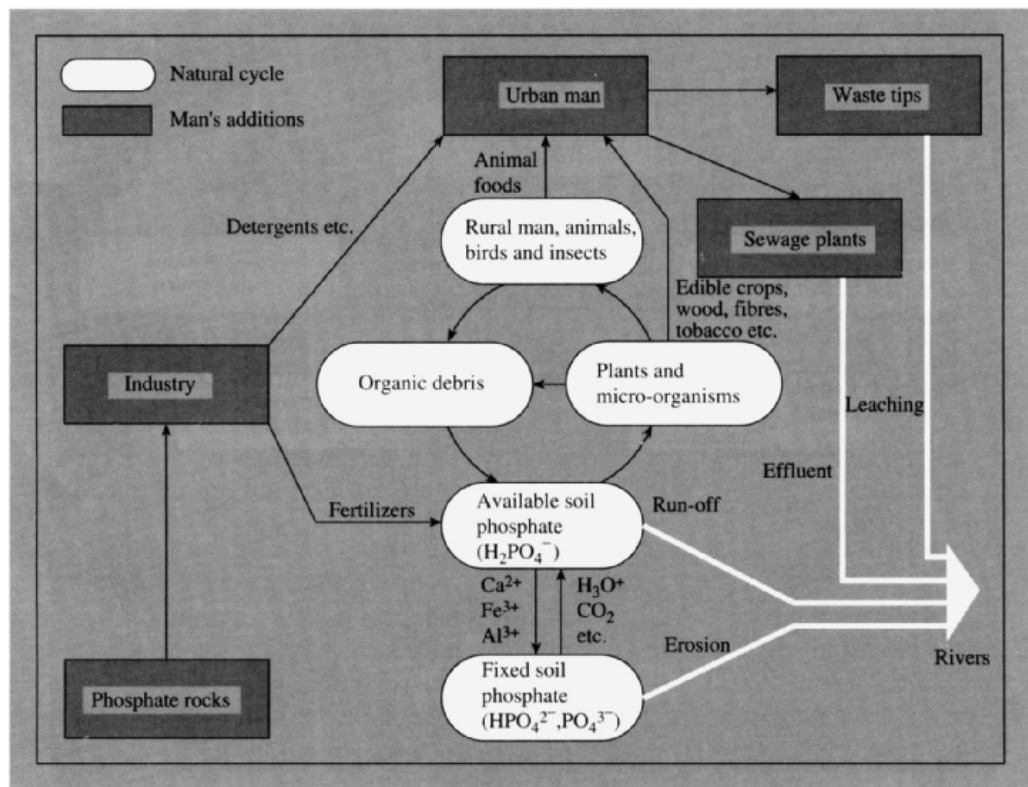 Natural cycle
Man's additions
Urban man
Waste tips
Animal
foods
Detergents etc.
Rural man, animals,
birds and insects
Sewage plants
Edible crops,
wood, fibres,
tobacco etc.
Industry
Organic debris
Plants and
micro-organisms
Leaching
Effluent
Fertilizers
Available soil
phosphate
(H₂PO₄⁻)
Run-off
Ca²⁺
Fe³⁺
Al³⁺
H₃O⁺
CO₂
etc.
Erosion
Rivers
Phosphate rocks
Fixed soil
phosphate
(HPO₄²⁻,PO₄³⁻)